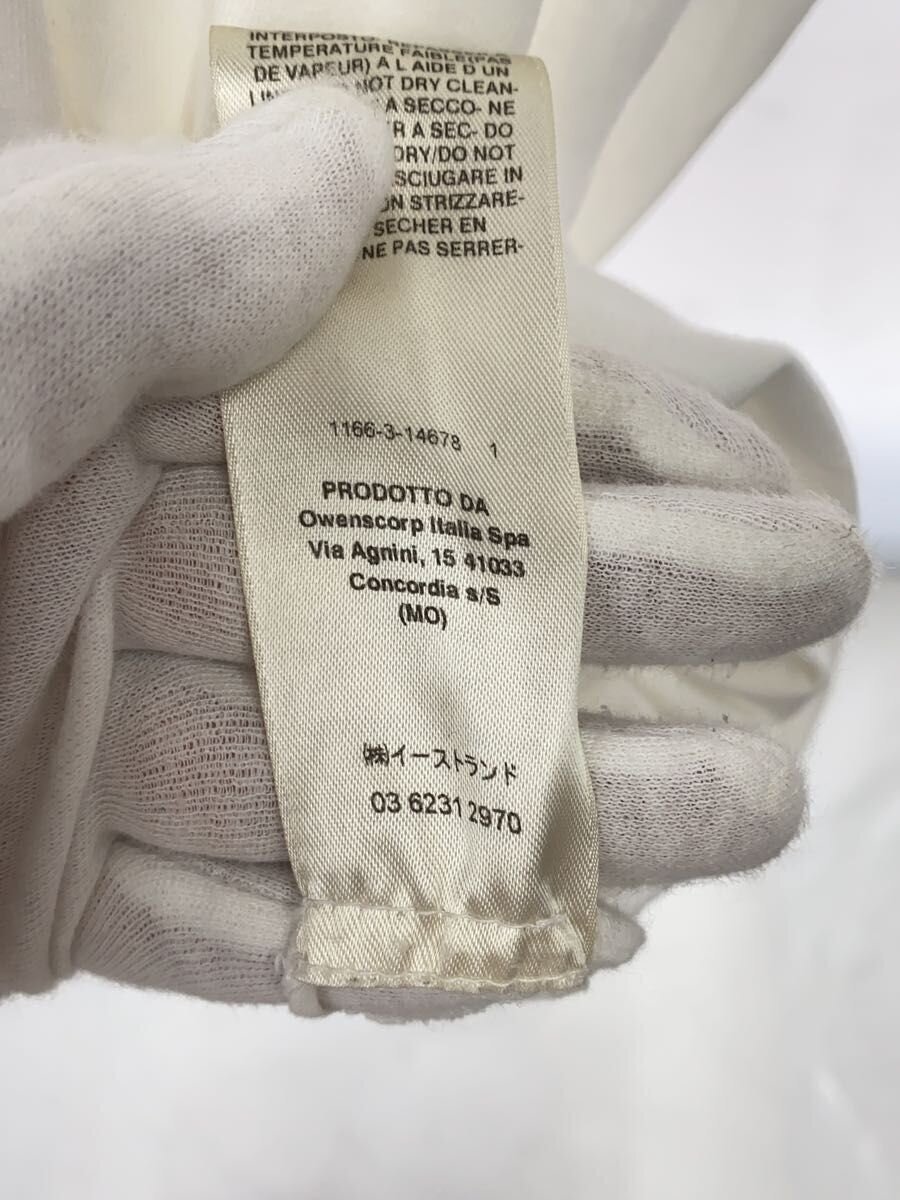 TEMPERATURE FAIBLE(PAS
DE VAPEUR) A L AIDE D UN
NOT DRY CLEAN-
A SECCO- NE
R A SEC- DO
DRY/DO NOT
SCIUGARE IN
ON STRIZZARE-
SECHER EN
NE PAS SERRER-
1166-3-14678 1
PRODOTTO DA
Owenscorp Italia Spa
Via Agnini, 15 41033
Concordia s/S
(MO)
㈱イーストランド
03 6231 2970